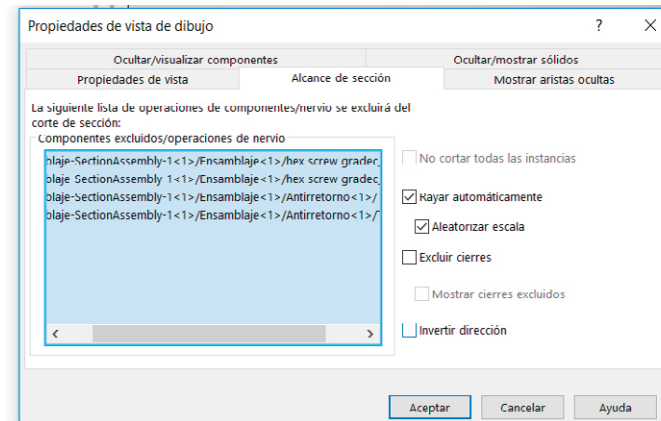 Propiedades de vista de dibujo
? X
Ocultar/visualizar componentes
Ocultar/mostrar sólidos
Propiedades de vista
Alcance de sección
Mostrar aristas ocultas
La siguiente lista de operaciones de componentes/nervio se excluirá del
corte de sección:
Componentes excluidos/operaciones de nervio
blaje-SectionAssembly-1<1>/Ensamblaje<1>/hex screw gradec_
blaje-SectionAssembly-1<1>/Ensamblaje<1>/hex screw gradec_
blaje-SectionAssembly-1<1>/Ensamblaje<1>/Antirretorno<1>/
blaje-SectionAssembly-1<1>/Ensamblaje<1>/Antirretorno<1>/
No cortar todas las instancias
Rayar automáticamente
Aleatorizar escala
Excluir cierres
Mostrar cierres excluidos
Invertir dirección
Aceptar
Cancelar
Ayuda